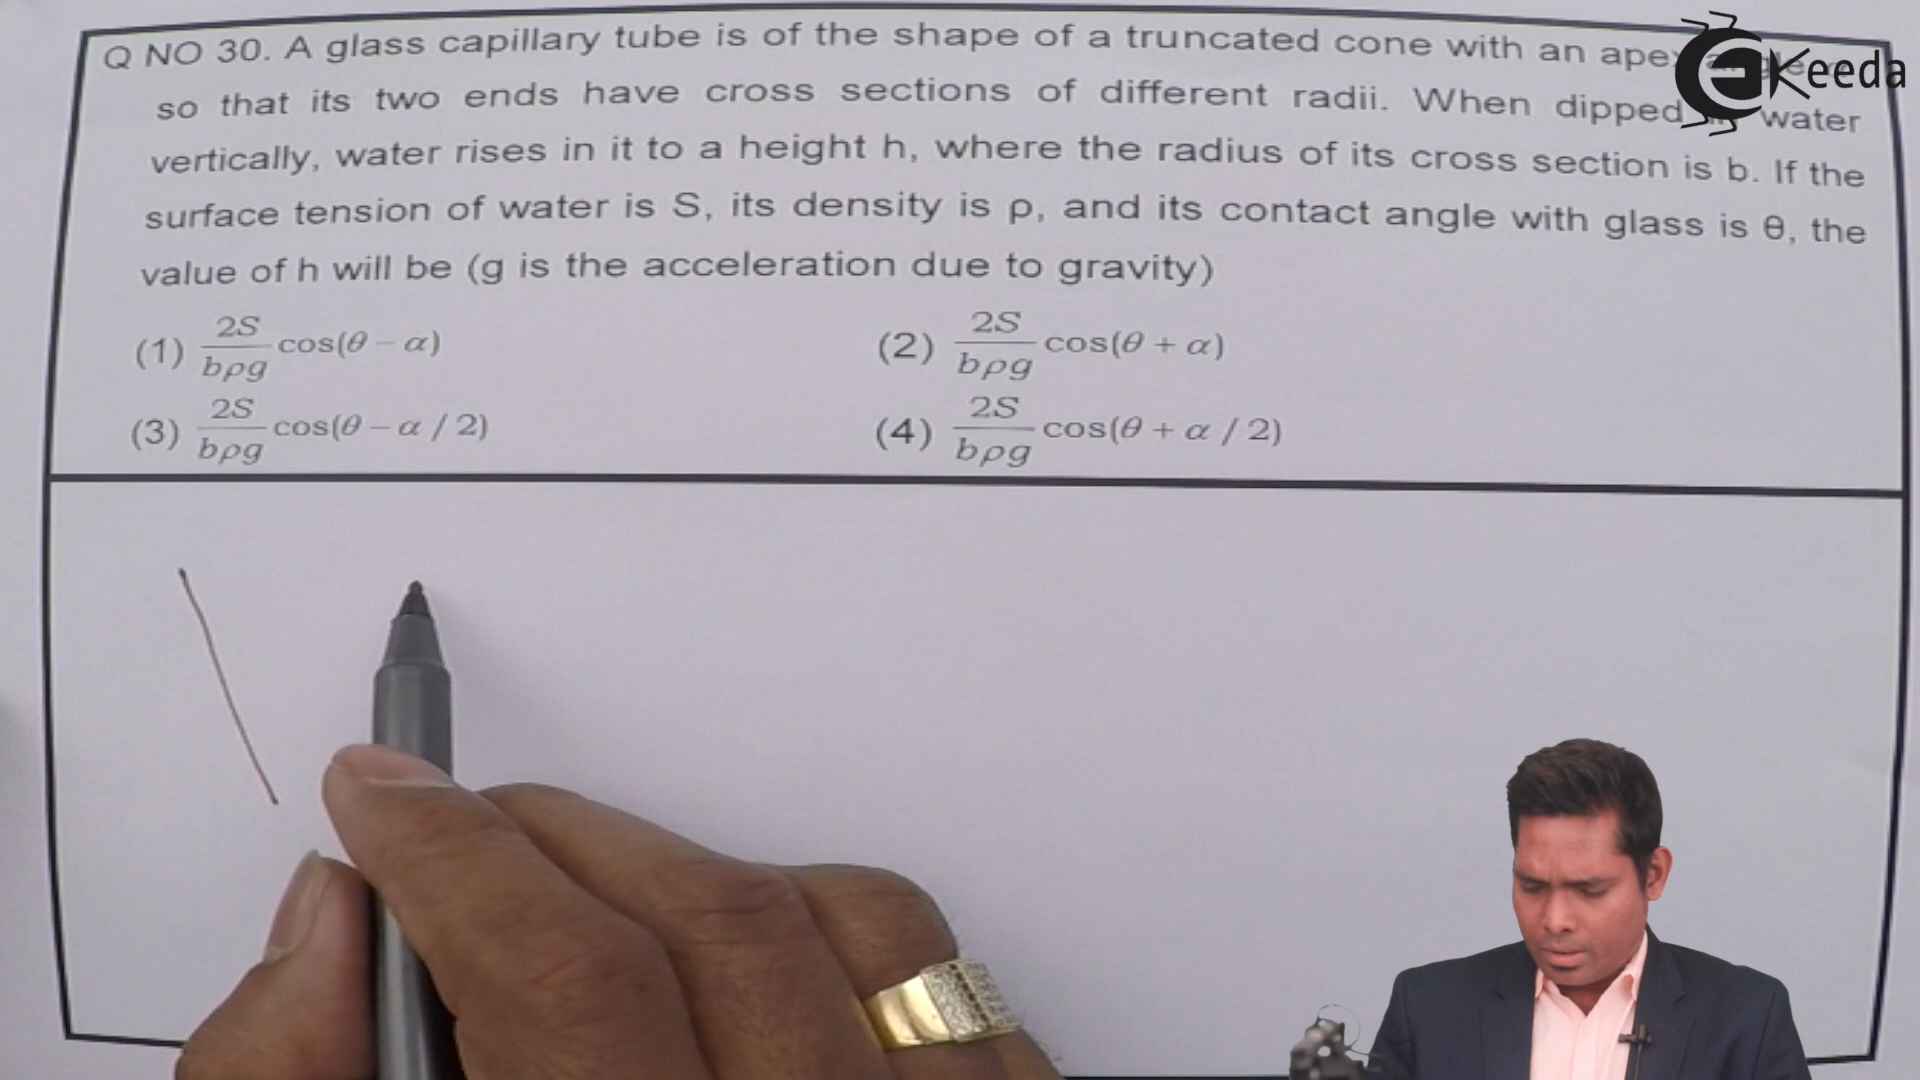 Q NO 30. A glass capillary tube is of the shape of a truncated cone with an apex
so that its two ends have cross sections of different radii. When dipped in water
vertically, water rises in it to a height h, where the radius of its cross section is b. If the
surface tension of water is S, its density is ρ, and its contact angle with glass is θ, the
value of h will be (g is the acceleration due to gravity)
(1) 2S/bρg cos(θ – α) (2) 2S/bρg cos(θ + α)
(3) 2S/bρg cos(θ – α / 2) (4) 2S/bρg cos(θ + α / 2)
eKeeda